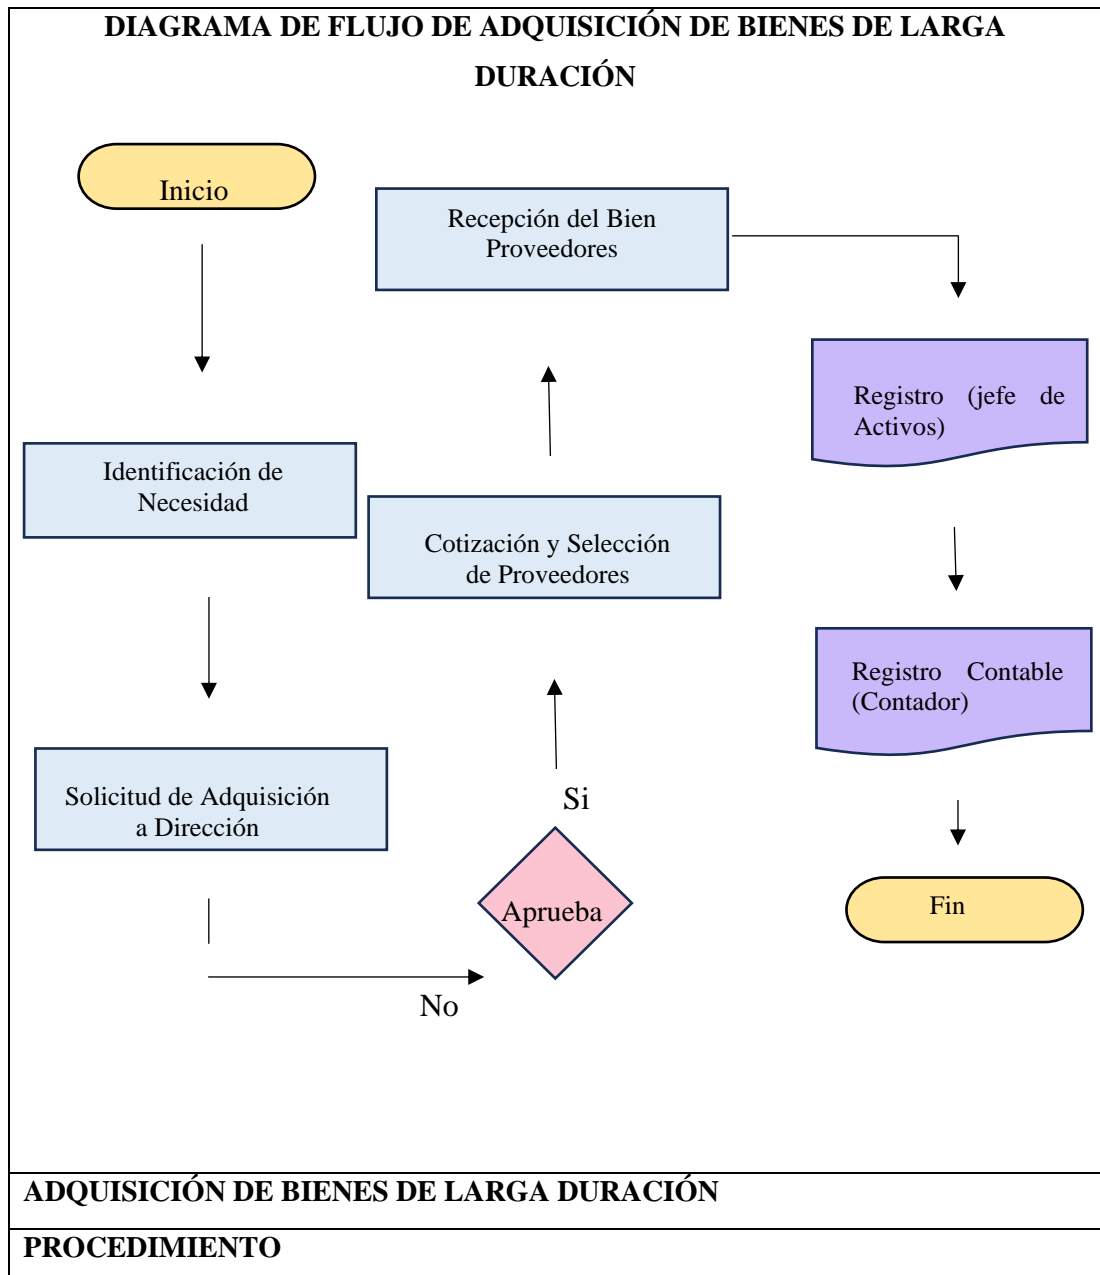 DIAGRAMA DE FLUJO DE ADQUISICIÓN DE BIENES DE LARGA
DURACIÓN
Inicio
Identificación de
Necesidad
Solicitud de Adquisición
a Dirección
No
Aprueba
Si
Cotización y Selección
de Proveedores
Recepción del Bien
Proveedores
Registro (jefe de
Activos)
Registro Contable
(Contador)
Fin
ADQUISICIÓN DE BIENES DE LARGA DURACIÓN
PROCEDIMIENTO